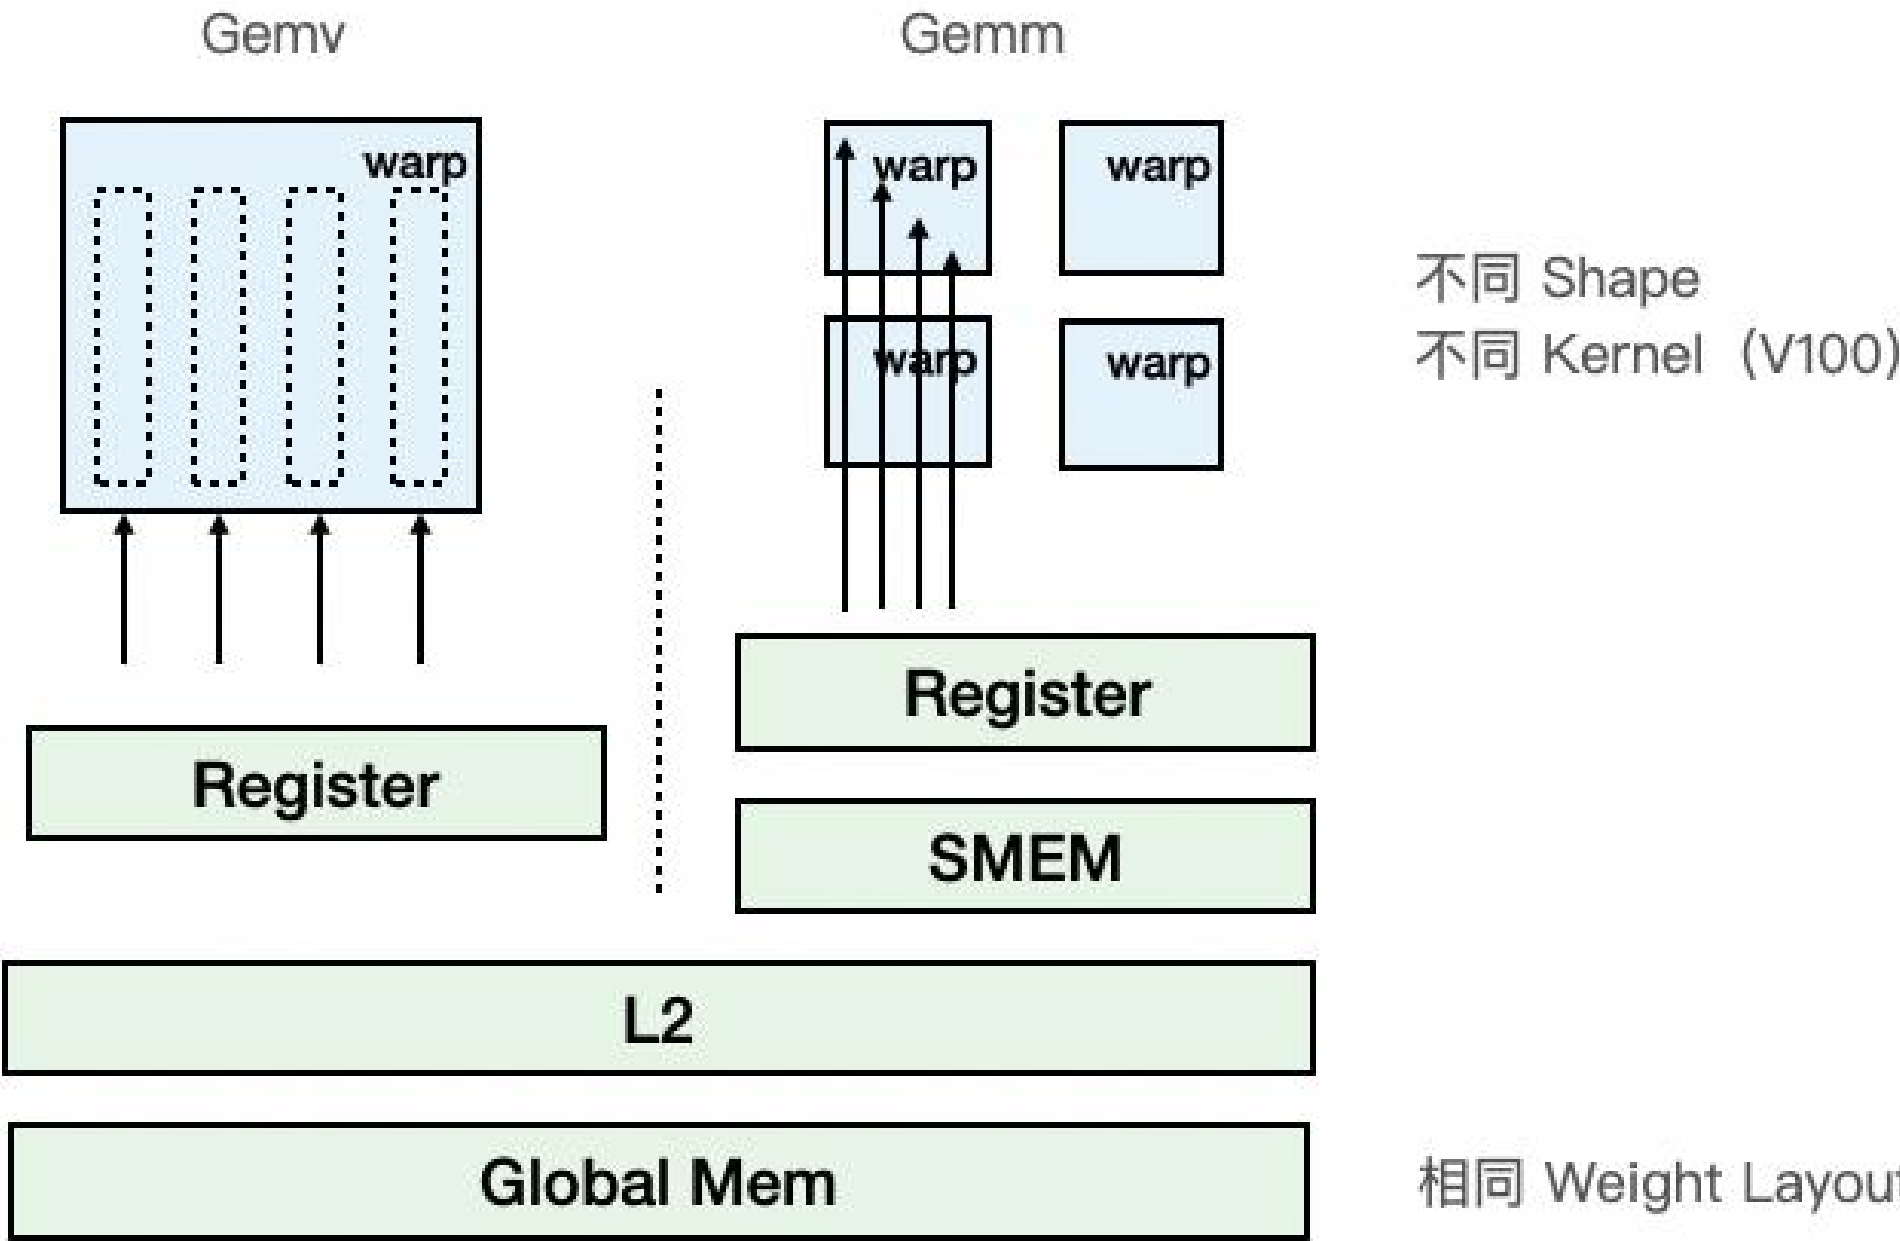 Gemv
Gemm
warp
warp
warp
warp
warp
不同 Shape
不同 Kernel（V100）
Register
Register
SMEM
L2
Global Mem
相同 Weight Layout